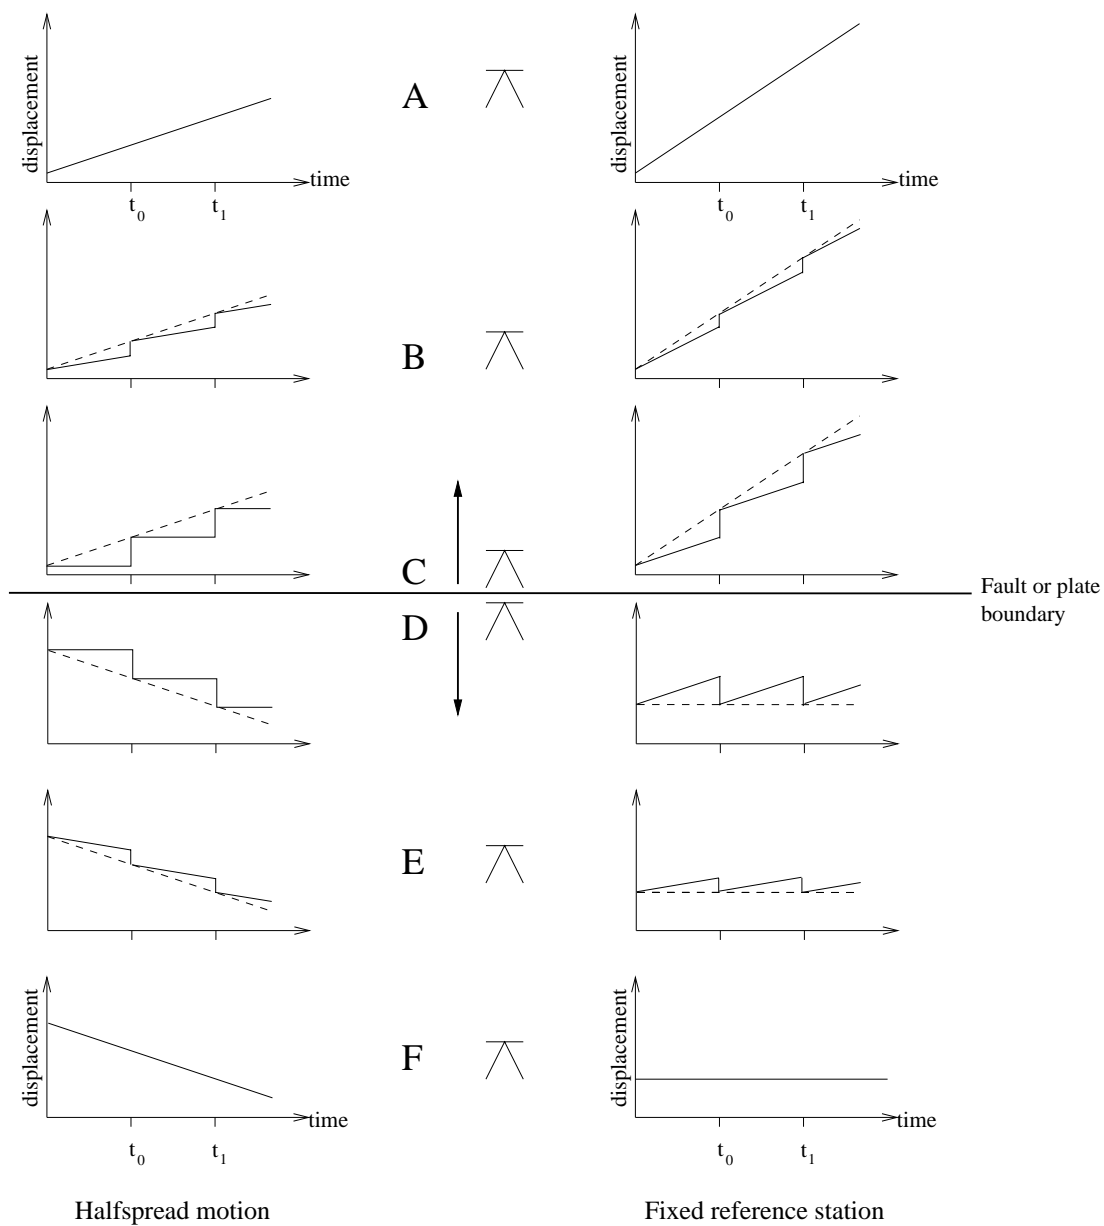 displacement
A
displacement
time
time
t0
t1
t0
t1
B
C
Fault or plate
boundary
D
E
displacement
F
displacement
time
time
t0
t1
t0
t1
Halfspread motion
Fixed reference station